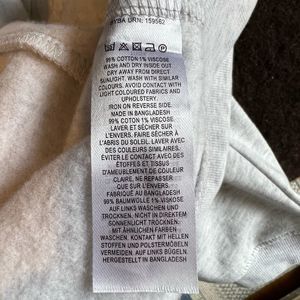 AYBA URN: 159562
99% COTTON 1% VISCOSE
WASH AND DRY INSIDE OUT
DRY AWAY FROM DIRECT
SUNLIGHT. WASH WITH SIMILAR
COLOURS. AVOID CONTACT WITH
LIGHT COLOURED FABRICS AND
UPHOLSTERY.
IRON ON REVERSE SIDE.
MADE IN BANGLADESH
99% COTON 1% VISCOSE.
LAVER ET SÉCHER SUR
L'ENVERS. FAIRE SÉCHER À
L'ABRIS DU SOLEIL. LAVER AVEC
DES COULEURS SIMILAIRES.
ÉVITER LE CONTACT AVEC DES
ÉTOFFES ET TISSUS
D'AMEUBLEMENT DE COULEUR
CLAIRE. NE REPASSER
QUE SUR L'ENVERS.
FABRIQUÉ AU BANGLADESH
99% BAUMWOLLE 1% VISKOSE
AUF LINKS WASCHEN UND
TROCKNEN. NICHT IN DIREKTEM
SONNENLICHT TROCKNEN.
MIT ÄHNLICHEN FARBEN
WASCHEN. KONTAKT MIT HELLEN
STOFFEN UND POLSTERMÖBELN
VERMEIDEN. AUF LINKS BÜGELN.
HERGESTELLT IN BANGLADESH